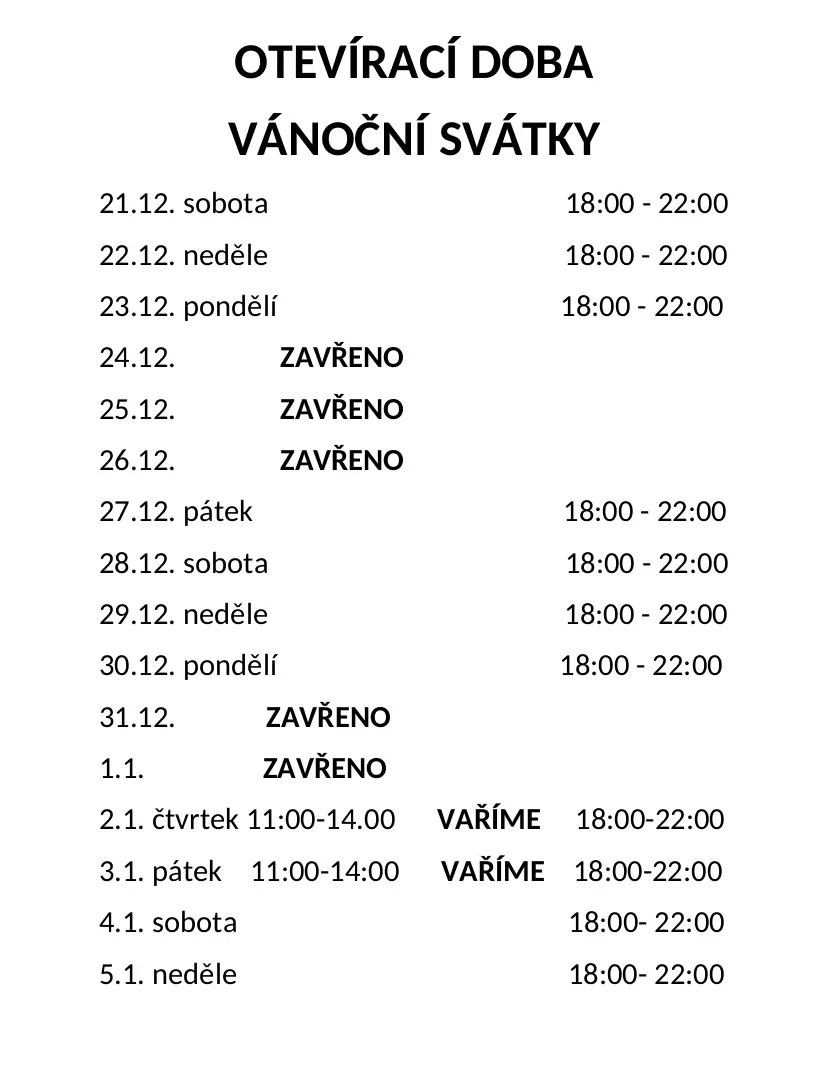 OTEVÍRACÍ DOBA
VÁNOČNÍ SVÁTKY
21.12. sobota 18:00 - 22:00
22.12. neděle 18:00 - 22:00
23.12. pondělí 18:00 - 22:00
24.12. ZAVŘENO
25.12. ZAVŘENO
26.12. ZAVŘENO
27.12. pátek 18:00 - 22:00
28.12. sobota 18:00 - 22:00
29.12. neděle 18:00 - 22:00
30.12. pondělí 18:00 - 22:00
31.12. ZAVŘENO
1.1. ZAVŘENO
2.1. čtvrtek 11:00-14.00 VAŘÍME 18:00-22:00
3.1. pátek 11:00-14:00 VAŘÍME 18:00-22:00
4.1. sobota 18:00- 22:00
5.1. neděle 18:00- 22:00